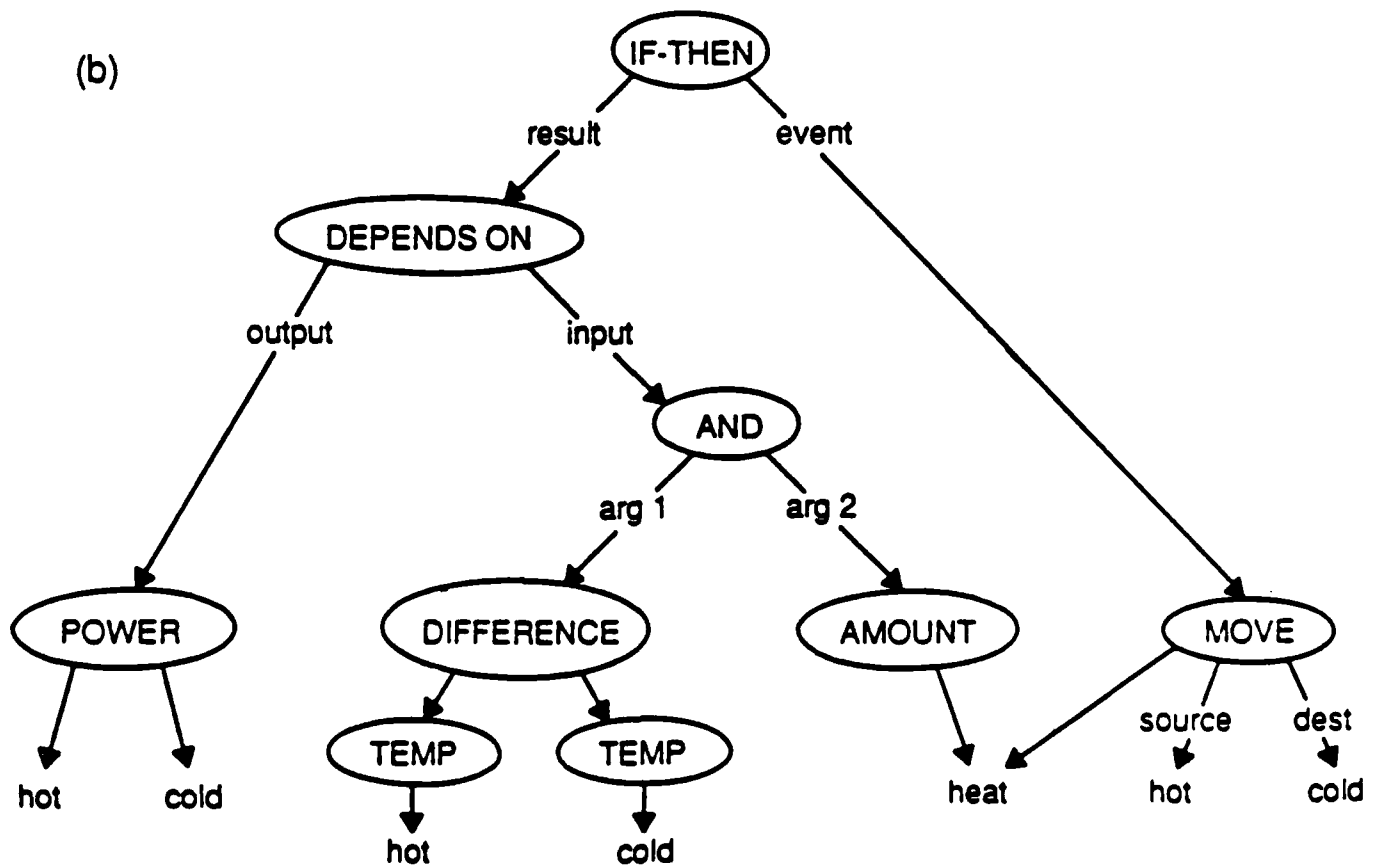 (b)
IF-THEN
result
event
DEPENDS ON
output
input
AND
arg 1
arg 2
POWER
DIFFERENCE
AMOUNT
MOVE
TEMP
TEMP
source
dest
hot
cold
heat
hot
cold
hot
cold